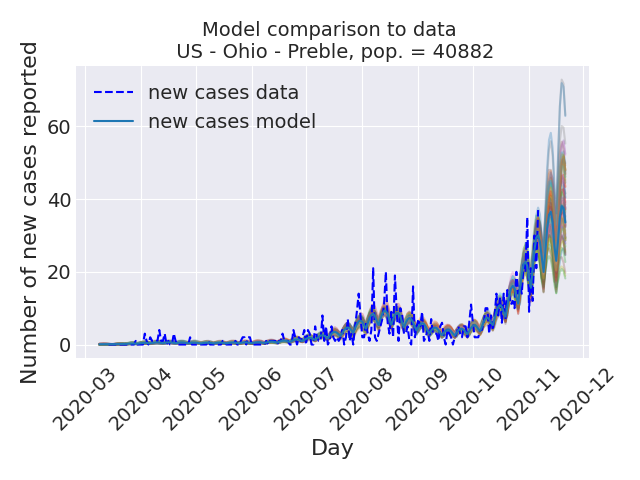 Model comparison to data
US - Ohio - Preble, pop. = 40882
Number of new cases reported
new cases data
new cases model
60
40
20
0
2020-03
2020-04
2020-05
2020-06
2020-07
2020-08
2020-09
2020-10
2020-11
2020-12
Day